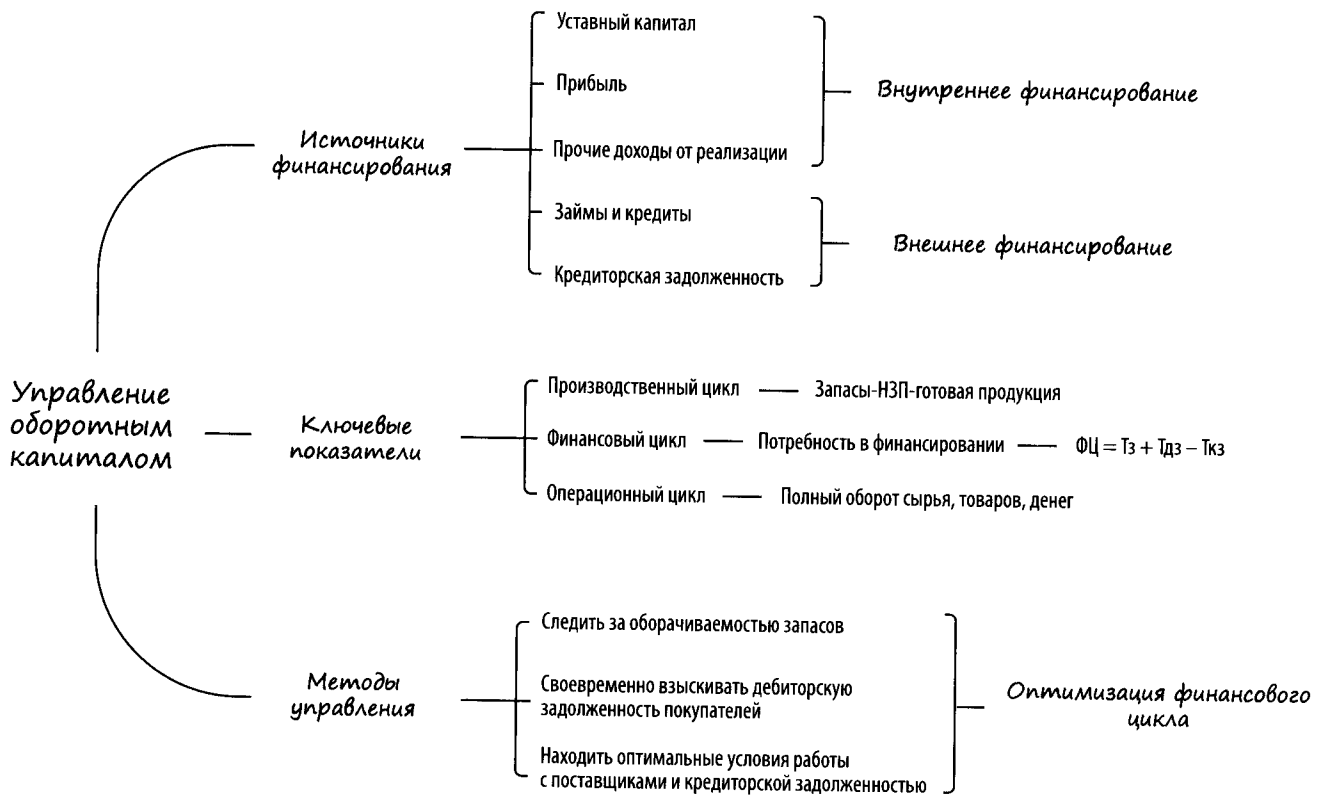 Уставный капитал
Прибыль
Прочие доходы от реализации
Внутреннее финансирование
Источники
финансирования
Займы и кредиты
Кредиторская задолженность
Внешнее финансирование
Управление
оборотным
капиталом
Ключевые
показатели
Производственный цикл
Запасы-НЗП-готовая продукция
Финансовый цикл
Потребность в финансировании
ФЦ = Тз + Тдз – Ткз
Операционный цикл
Полный оборот сырья, товаров, денег
Методы
управления
Следить за оборачиваемостью запасов
Своевременно взыскивать дебиторскую
задолженность покупателей
Находить оптимальные условия работы
с поставщиками и кредиторской задолженностью
Оптимизация финансового
цикла